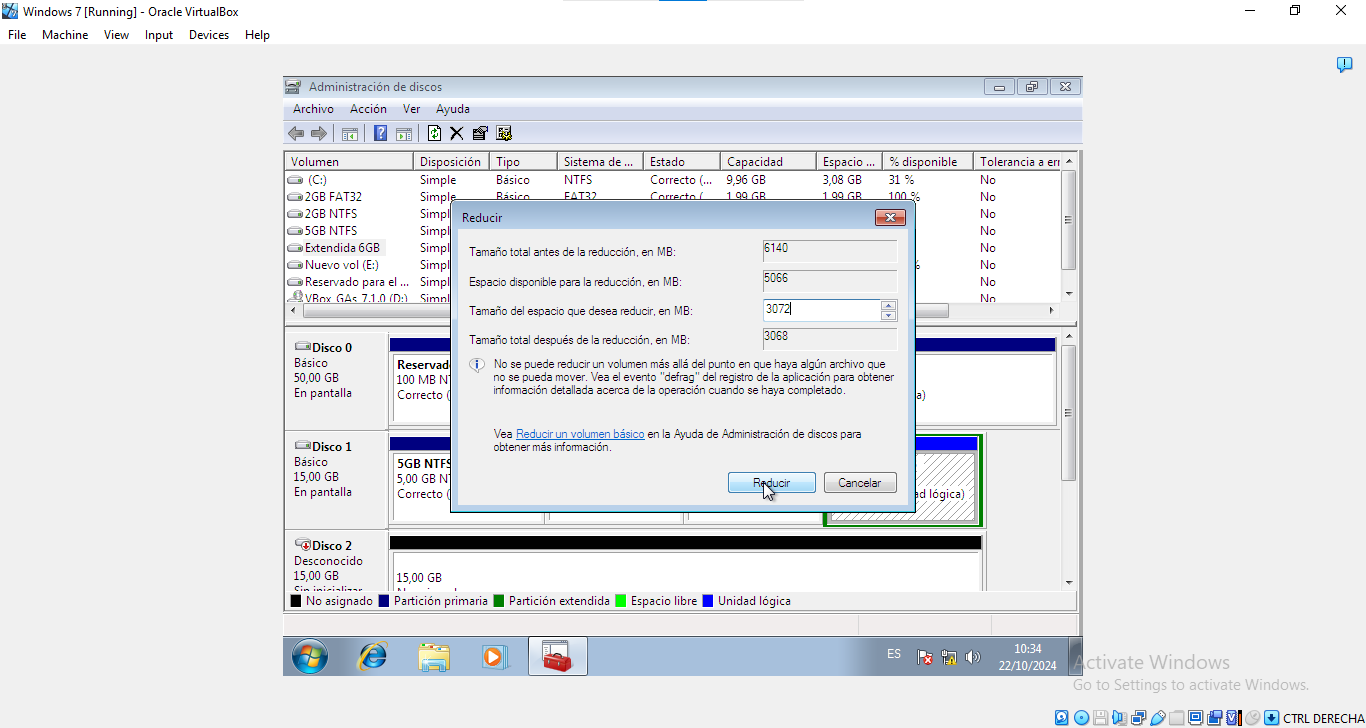 Windows 7 [Running] - Oracle VirtualBox
File Machine View Input Devices Help
Administración de discos
Archivo Acción Ver Ayuda
Volumen Disposición Tipo Sistema de ... Estado Capacidad Espacio ... % disponible Tolerancia a err
(C:) Simple Básico NTFS Correcto (... 9,96 GB 3,08 GB 31 % No
2GB FAT32 Simple Básico FAT32 Correcto ( 1,99 GB 1,99 GB 100 % No
2GB NTFS Simpl No
5GB NTFS Simpl No
Extendida 6GB Simpl No
Nuevo vol (E:) Simpl No
Reservado para el ... Simpl No
VBox_GAs_7.1.0 (D:) Simpl No
Reducir
Tamaño total antes de la reducción, en MB: 6140
Espacio disponible para la reducción, en MB: 5066
Tamaño del espacio que desea reducir, en MB: 3072
Tamaño total después de la reducción, en MB: 3068
No se puede reducir un volumen más allá del punto en que haya algún archivo que
no se pueda mover. Vea el evento "defrag" del registro de la aplicación para obtener
información detallada acerca de la operación cuando se haya completado.
Vea Reducir un volumen básico en la Ayuda de Administración de discos para
obtener más información.
Reducir Cancelar
Disco 0
Básico
50,00 GB
En pantalla
Reservad
100 MB N
Correcto (
a)
Disco 1
Básico
15,00 GB
En pantalla
5GB NTFS
5,00 GB N
Correcto (
ad lógica)
Disco 2
Desconocido
15,00 GB
Sin inicializar
15,00 GB
No asignado Partición primaria Partición extendida Espacio libre Unidad lógica
ES
10:34
22/10/2024
Activate Windows
Go to Settings to activate Windows.
CTRL DERECHA